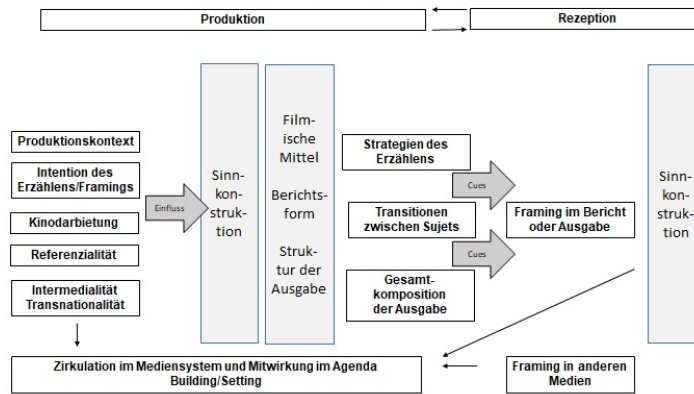 Produktion
Rezeption
Produktionskontext
Intention des
Erzählens/Framings
Kinodarbietung
Referenzialität
Intermedialität
Transnationalität
Einfluss
Sinn-
kon-
struk-
tion
Film-
ische
Mittel
Berichts-
form
Struk-
tur der
Ausgabe
Strategien des
Erzählens
Transitionen
zwischen Sujets
Gesamt-
komposition
der Ausgabe
Cues
Cues
Framing im Bericht
oder Ausgabe
Sinn-
kon-
struk-
tion
Zirkulation im Mediensystem und Mitwirkung im Agenda
Building/Setting
Framing in anderen
Medien